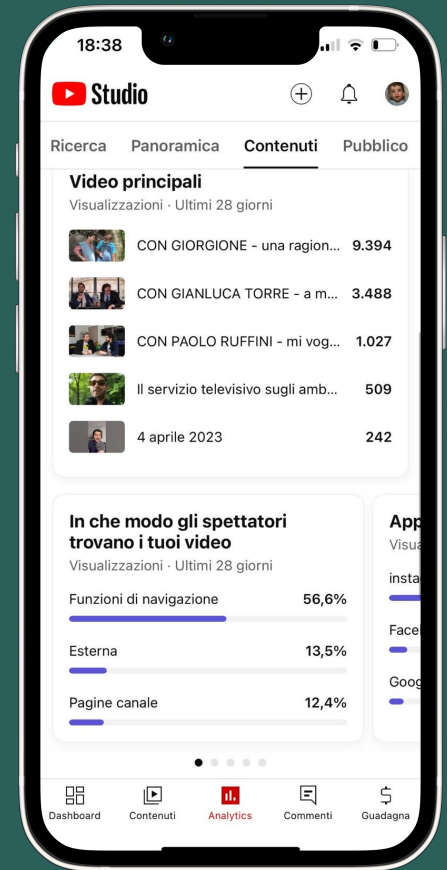 18:38
Studio
Ricerca Panoramica Contenuti Pubblico
Video principali
Visualizzazioni · Ultimi 28 giorni
CON GIORGIONE - una ragion... 9.394
CON GIANLUCA TORRE - a m... 3.488
CON PAOLO RUFFINI - mi vog... 1.027
Il servizio televisivo sugli amb... 509
4 aprile 2023 242
In che modo gli spettatori
trovano i tuoi video
Visualizzazioni · Ultimi 28 giorni
Funzioni di navigazione 56,6%
Esterna 13,5%
Pagine canale 12,4%
App
Visua
insta
Facel
Goog
Dashboard Contenuti Analytics Commenti Guadagna